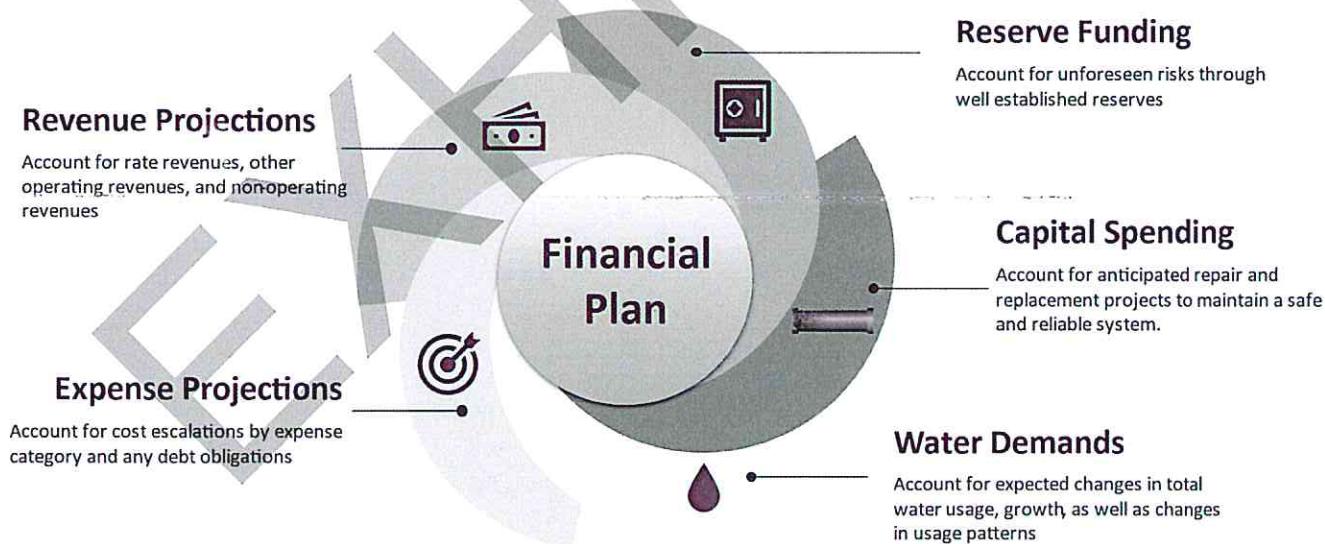 Reserve Funding
Account for unforeseen risks through
well established reserves
Revenue Projections
Account for rate revenues, other
operating revenues, and nonoperating
revenues
Financial
Plan
Capital Spending
Account for anticipated repair and
replacement projects to maintain a safe
and reliable system.
Expense Projections
Account for cost escalations by expense
category and any debt obligations
Water Demands
Account for expected changes in total
water usage, growth, as well as changes
in usage patterns